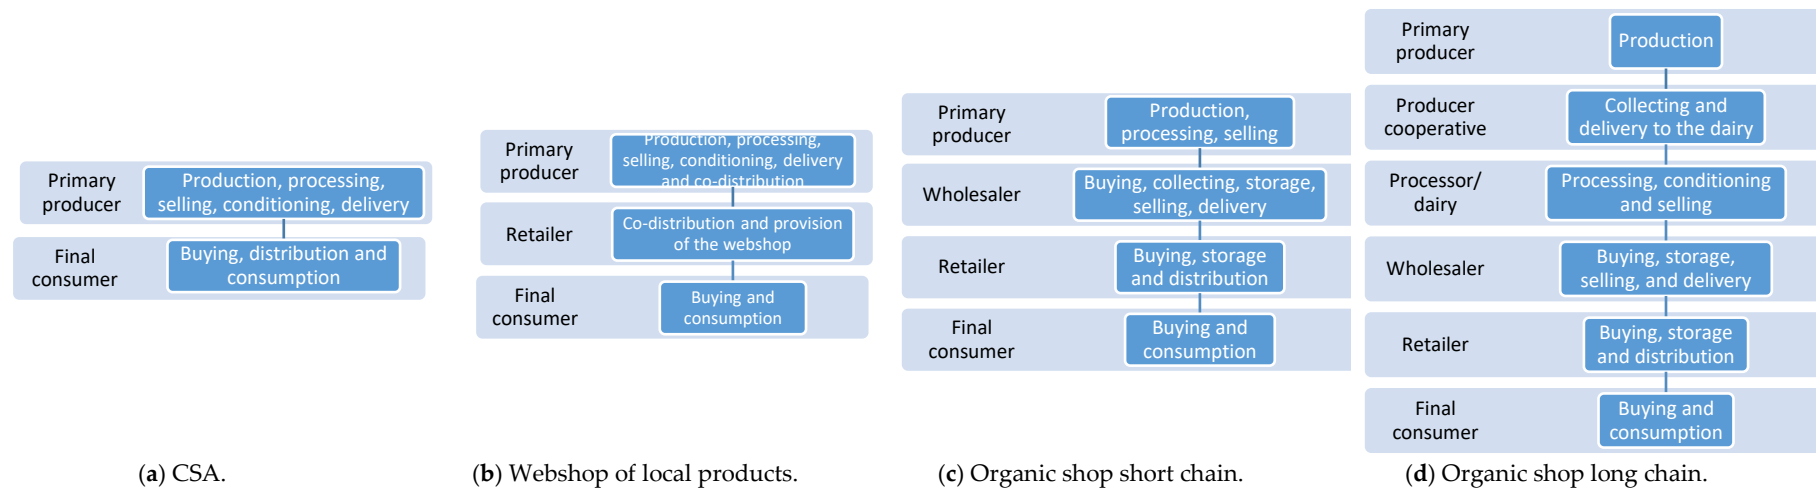 Primary
producer
Production, processing,
selling, conditioning, delivery
Final
consumer
Buying, distribution and
consumption
(a) CSA.
Primary
producer
Production, processing,
selling, conditioning, delivery
and co-distribution
Retailer
Co-distribution and provision
of the webshop
Final
consumer
Buying and
consumption
(b) Webshop of local products.
Primary
producer
Production,
processing, selling
Wholesaler
Buying, collecting, storage,
selling, delivery
Retailer
Buying, storage
and distribution
Final
consumer
Buying and
consumption
(c) Organic shop short chain.
Primary
producer
Production
Producer
cooperative
Collecting and
delivery to the dairy
Processor/
dairy
Processing, conditioning
and selling
Wholesaler
Buying, storage,
selling, and delivery
Retailer
Buying, storage
and distribution
Final
consumer
Buying and
consumption
(d) Organic shop long chain.